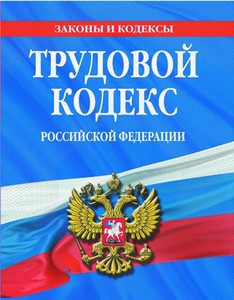 ЗАКОНЫ И КОДЕКСЫ
ТРУДОВОЙ
КОДЕКС
РОССИЙСКОЙ ФЕДЕРАЦИИ